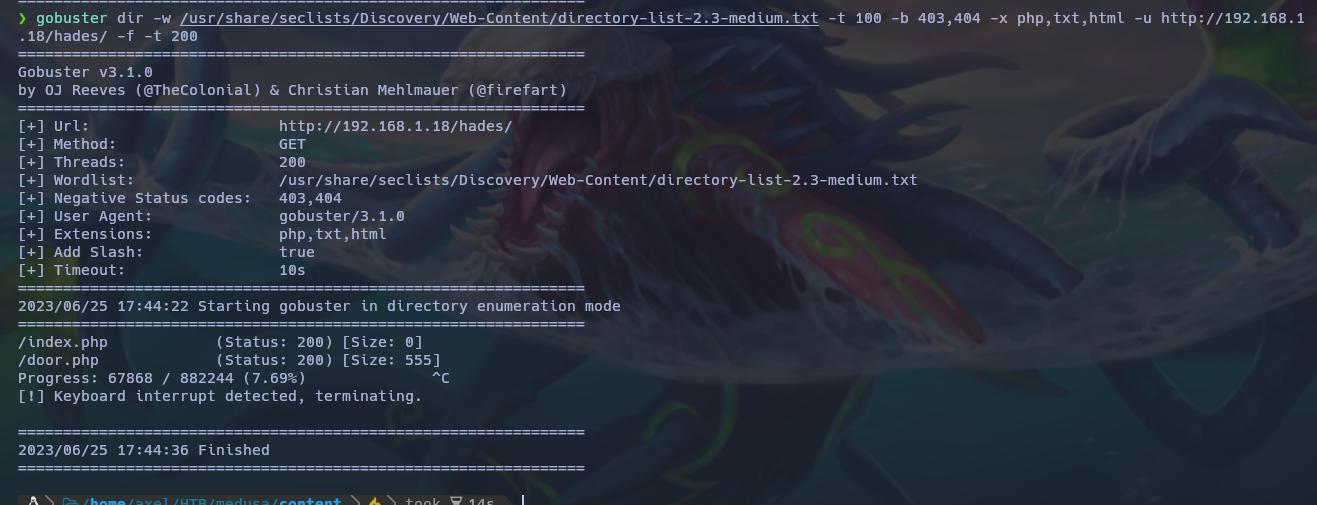 ============================================================
❯ gobuster dir -w /usr/share/seclists/Discovery/Web-Content/directory-list-2.3-medium.txt -t 100 -b 403,404 -x php,txt,html -u http://192.168.1
.18/hades/ -f -t 200
===============================================================
Gobuster v3.1.0
by OJ Reeves (@TheColonial) & Christian Mehlmauer (@firefart)
===============================================================
[+] Url:                     http://192.168.1.18/hades/
[+] Method:                  GET
[+] Threads:                 200
[+] Wordlist:                /usr/share/seclists/Discovery/Web-Content/directory-list-2.3-medium.txt
[+] Negative Status codes:   403,404
[+] User Agent:              gobuster/3.1.0
[+] Extensions:              php,txt,html
[+] Add Slash:               true
[+] Timeout:                 10s
===============================================================
2023/06/25 17:44:22 Starting gobuster in directory enumeration mode
===============================================================
/index.php            (Status: 200) [Size: 0]
/door.php             (Status: 200) [Size: 555]
Progress: 67868 / 882244 (7.69%)              ^C
[!] Keyboard interrupt detected, terminating.
===============================================================
2023/06/25 17:44:36 Finished
===============================================================
/home/axel/HTB/medusa/content took 14s